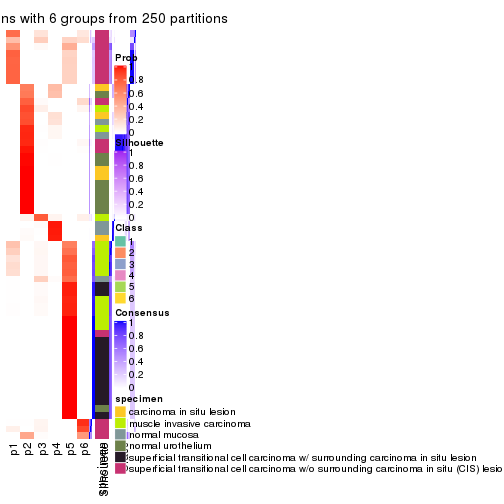 ns with 6 groups from 250 partitions
Prob
1
0.8
0.6
0.4
0.2
0
Silhouette
1
0.8
0.6
0.4
0.2
0
Class
1
2
3
4
5
6
Consensus
1
0.8
0.6
0.4
0.2
0
specimen
carcinoma in situ lesion
muscle invasive carcinoma
normal mucosa
normal urothelium
superficial transitional cell carcinoma w/ surrounding carcinoma in situ lesion
superficial transitional cell carcinoma w/o surrounding carcinoma in situ (CIS) lesio
p1
p2
p3
p4
p5
p6